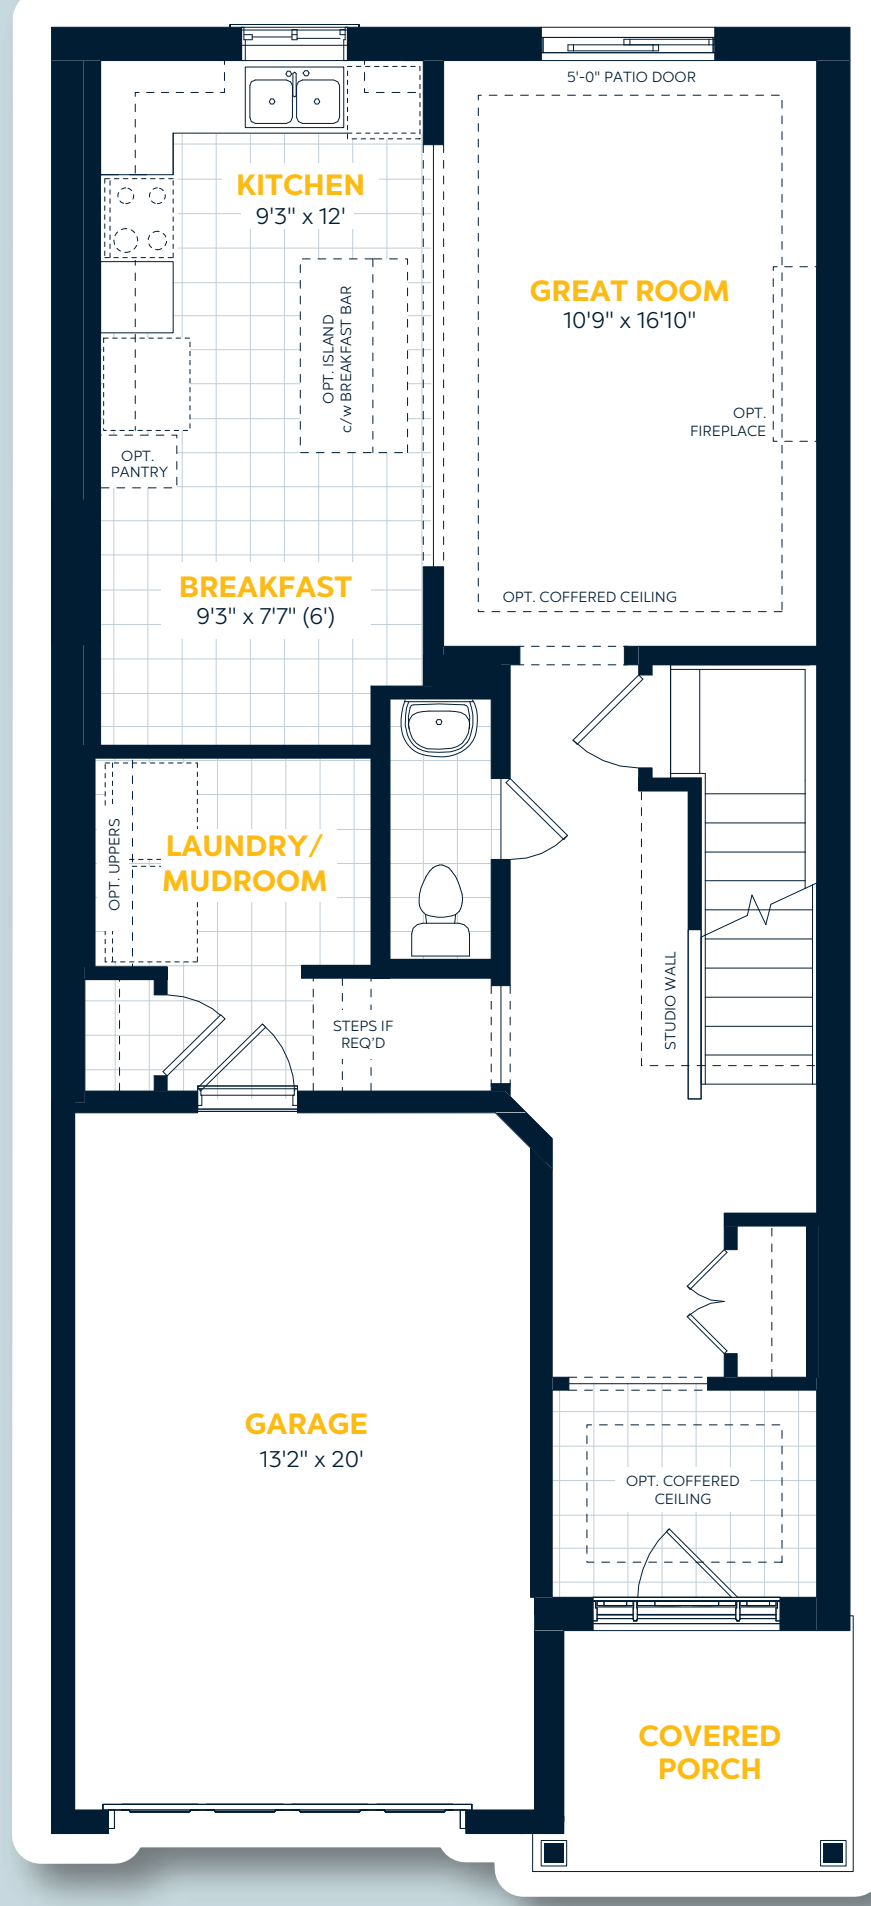 5'-0" PATIO DOOR
KITCHEN
9'3" x 12'
GREAT ROOM
10'9" x 16'10"
OPT. ISLAND
c/w BREAKFAST BAR
OPT.
FIREPLACE
OPT.
PANTRY
BREAKFAST
9'3" x 7'7" (6')
OPT. COFFERED CEILING
OPT. UPPERS
LAUNDRY/
MUDROOM
STUDIO WALL
STEPS IF
REQ'D
GARAGE
13'2" x 20'
OPT. COFFERED
CEILING
COVERED
PORCH